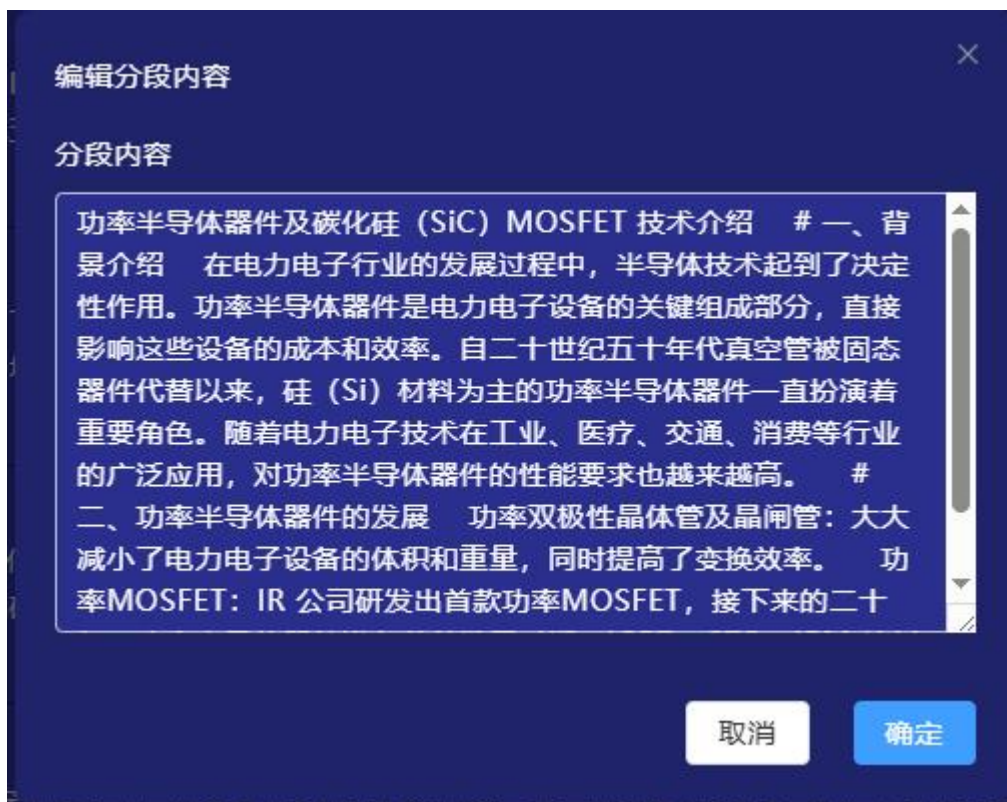 编辑分段内容
分段内容
功率半导体器件及碳化硅（SiC）MOSFET 技术介绍 # 一、背
景介绍 在电力电子行业的发展过程中，半导体技术起到了决定
性作用。功率半导体器件是电力电子设备的关键组成部分，直接
影响这些设备的成本和效率。自二十世纪五十年代真空管被固态
器件代替以来，硅（Si）材料为主的功率半导体器件一直扮演着
重要角色。随着电力电子技术在工业、医疗、交通、消费等行业
的广泛应用，对功率半导体器件的性能要求也越来越高。 #
二、功率半导体器件的发展 功率双极性晶体管及晶闸管：大大
减小了电力电子设备的体积和重量，同时提高了变换效率。 功
率MOSFET：IR 公司研发出首款功率MOSFET，接下来的二十
取消
确定